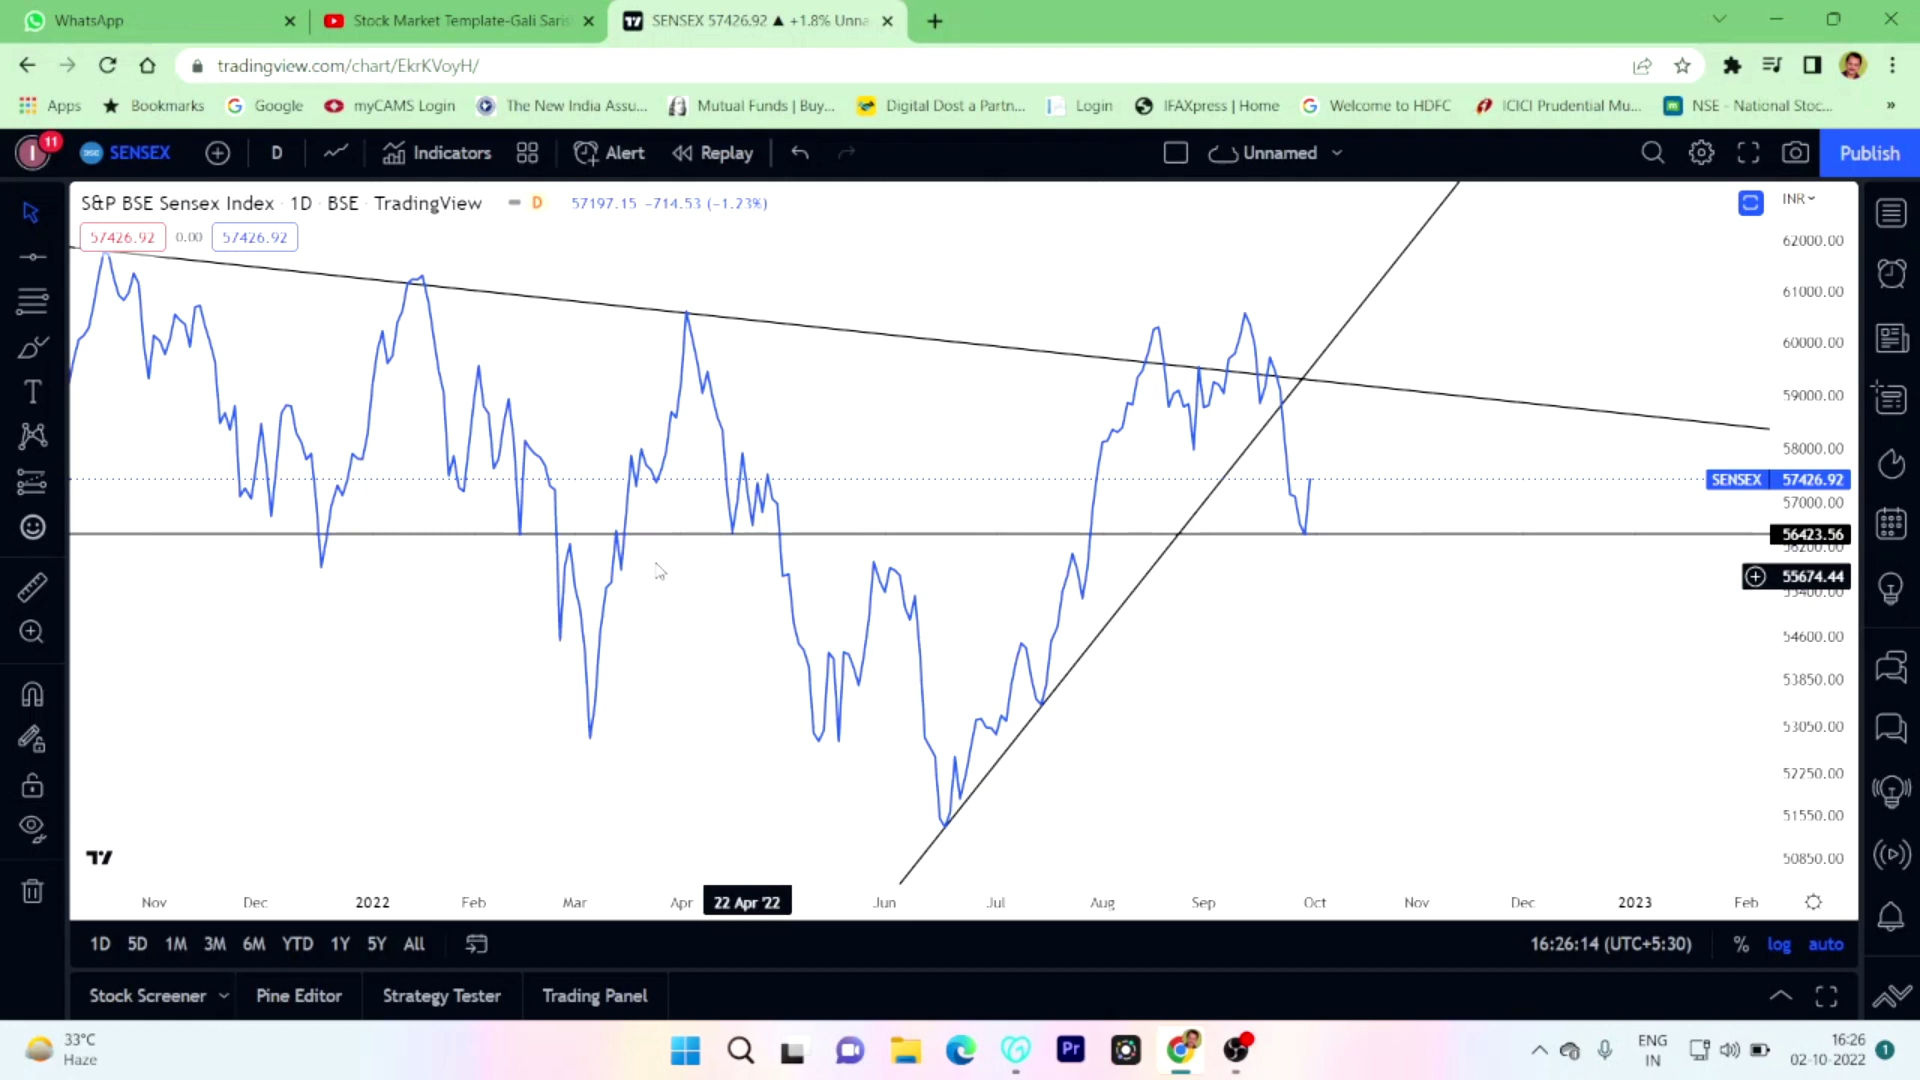 WhatsApp
Stock Market Template-Gali Saris
SENSEX 57426.92 ▲ +1.8% Unna
tradingview.com/chart/EkrKVoyH/
Apps
Bookmarks
Google
myCAMS Login
The New India Assu...
Mutual Funds | Buy...
Digital Dost a Partn...
Login
IFAXpress | Home
Welcome to HDFC
ICICI Prudential Mu...
NSE - National Stoc...
»
I
11
SENSEX
D
Indicators
Alert
Replay
Unnamed
Publish
S&P BSE Sensex Index · 1D · BSE · TradingView
D
57197.15 -714.53 (-1.23%)
INR
57426.92
0.00
57426.92
62000.00
61000.00
60000.00
59000.00
58000.00
SENSEX
57426.92
57000.00
56423.56
56200.00
55674.44
55400.00
54600.00
53850.00
53050.00
52250.00
51550.00
50850.00
Nov
Dec
2022
Feb
Mar
Apr
22 Apr '22
Jun
Jul
Aug
Sep
Oct
Nov
Dec
2023
Feb
1D
5D
1M
3M
6M
YTD
1Y
5Y
All
16:26:14 (UTC+5:30)
%
log
auto
Stock Screener
Pine Editor
Strategy Tester
Trading Panel
33°C
Haze
Pr
ENG
IN
16:26
02-10-2022
1